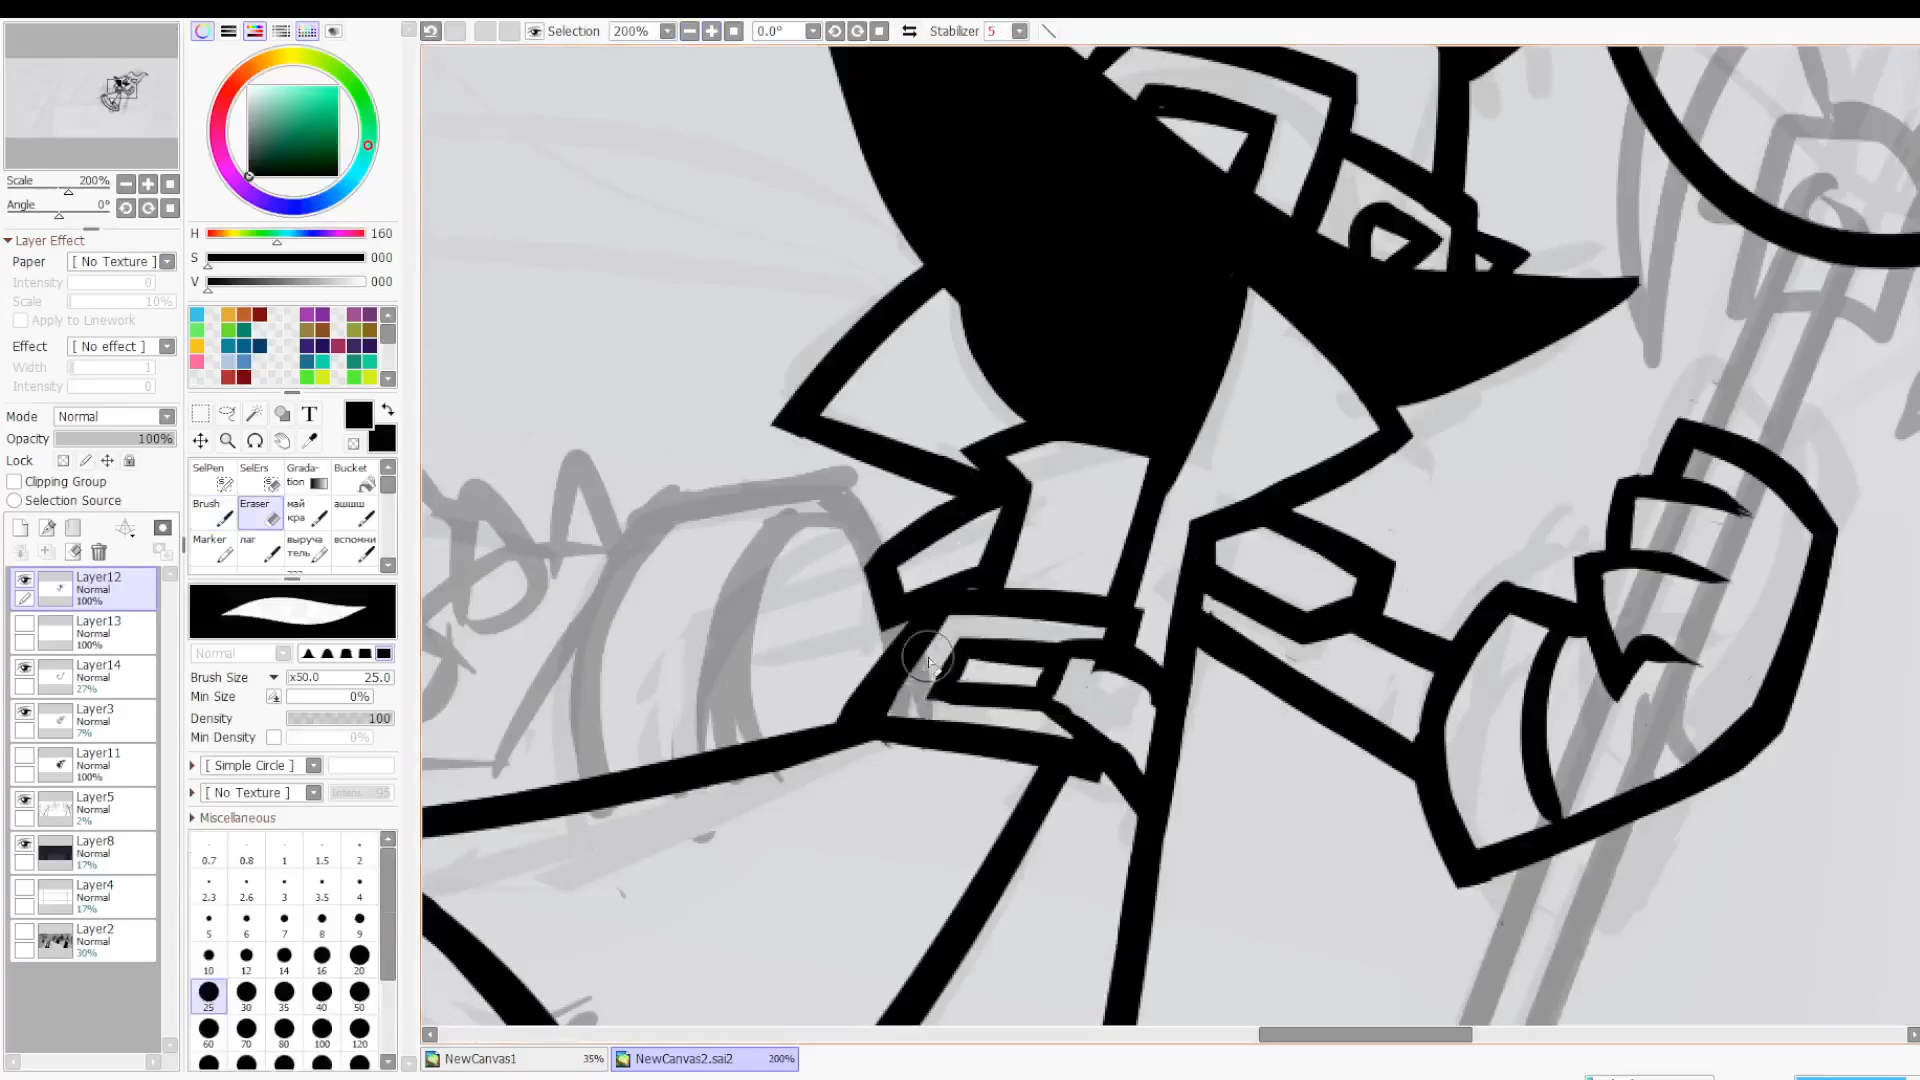 Selection 200% 0.0° Stabilizer 5
Scale 200%
Angle 0°
Layer Effect
Paper [ No Texture ]
Intensity 0
Scale 10%
Apply to Linework
Effect [ No effect ]
Width 1
Intensity 0
Mode Normal
Opacity 100%
Lock
Clipping Group
Selection Source
Layer12
Normal
100%
Layer13
Normal
100%
Layer14
Normal
27%
Layer3
Normal
7%
Layer11
Normal
100%
Layer5
Normal
2%
Layer8
Normal
17%
Layer4
Normal
17%
Layer2
Normal
30%
H 160
S 000
V 000
T
SelPen SelErs Grada-tion Bucket
Brush Eraser май кра ашшш
Marker лаг выруча тель вспомни
Normal
Brush Size x50.0 25.0
Min Size 0%
Density 100
Min Density 0%
[ Simple Circle ]
[ No Texture ] Intens. 95
Miscellaneous
0.7 0.8 1 1.5 2
2.3 2.6 3 3.5 4
5 6 7 8 9
10 12 14 16 20
25 30 35 40 50
60 70 80 100 120
NewCanvas1 35% NewCanvas2.sai2 200%